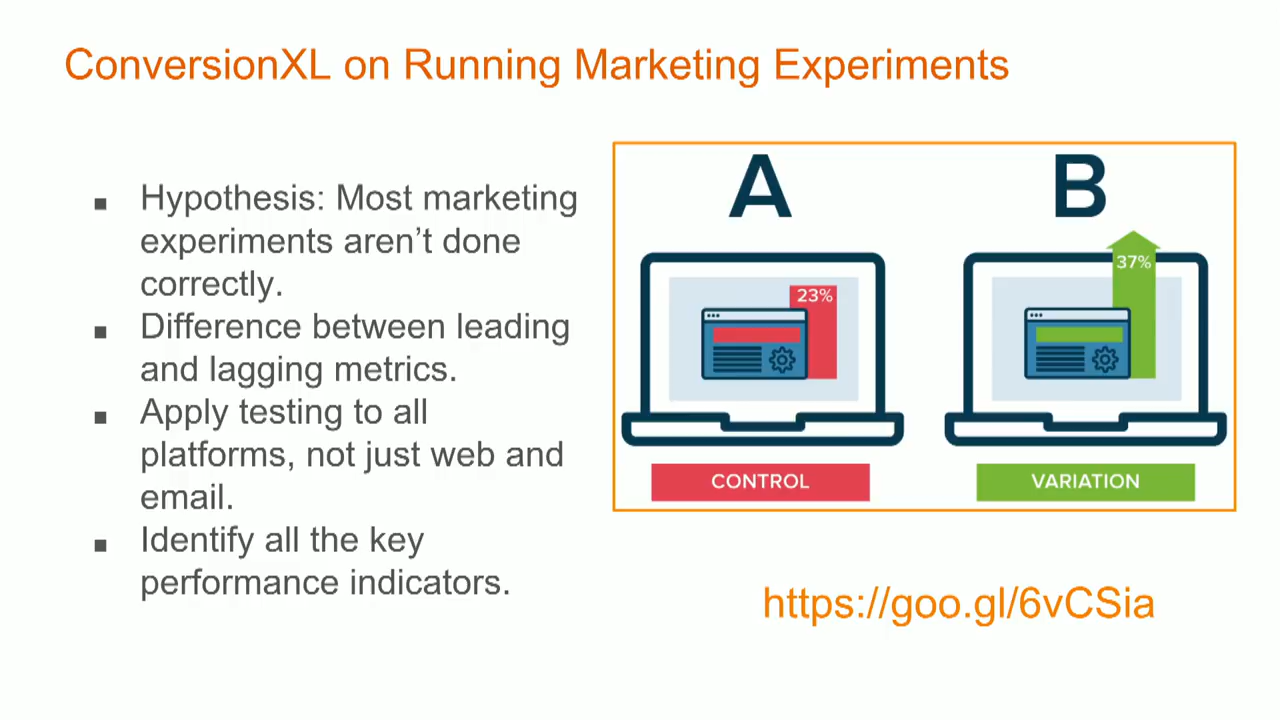 ConversionXL on Running Marketing Experiments
■ Hypothesis: Most marketing
experiments aren’t done
correctly.
■ Difference between leading
and lagging metrics.
■ Apply testing to all
platforms, not just web and
email.
■ Identify all the key
performance indicators.
A
B
23%
37%
CONTROL
VARIATION
https://goo.gl/6vCSia